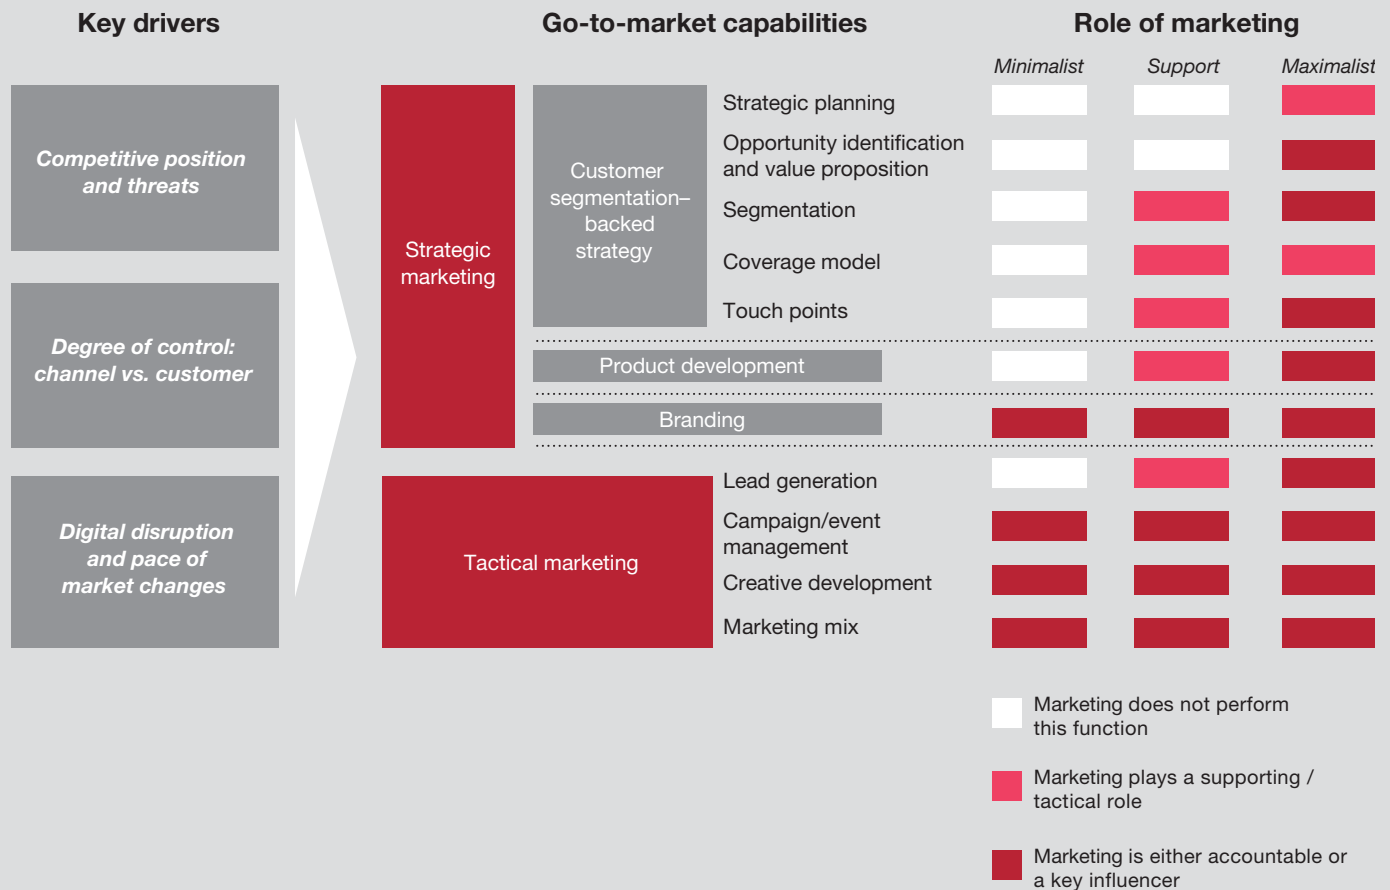 Key drivers
Go-to-market capabilities
Role of marketing
Minimalist
Support
Maximalist
Competitive position
and threats
Degree of control:
channel vs. customer
Digital disruption
and pace of
market changes
Strategic
marketing
Customer
segmentation–
backed
strategy
Strategic planning
Opportunity identification
and value proposition
Segmentation
Coverage model
Touch points
Product development
Branding
Tactical marketing
Lead generation
Campaign/event
management
Creative development
Marketing mix
Marketing does not perform
this function
Marketing plays a supporting /
tactical role
Marketing is either accountable or
a key influencer